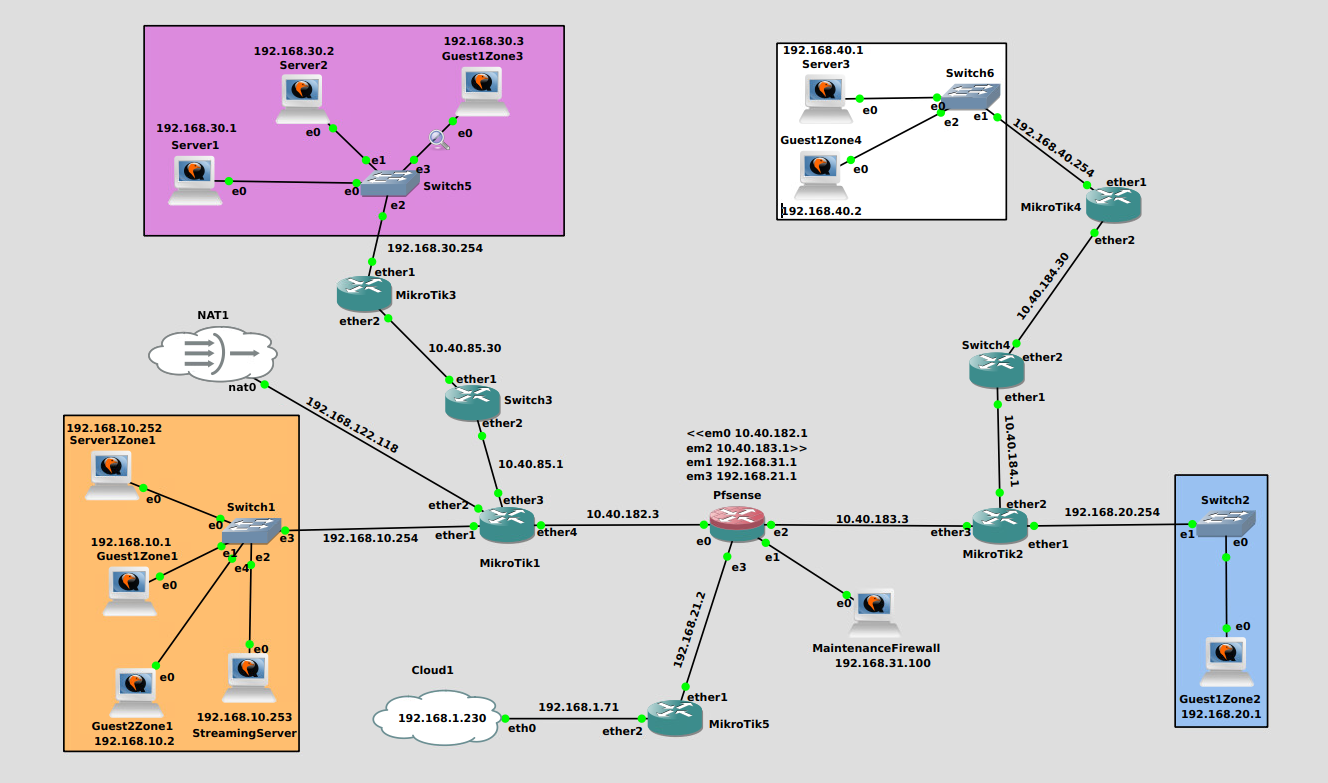 192.168.30.2
Server2
192.168.30.3
Guest1Zone3
e0
e0
192.168.30.1
Server1
e0
e1
e3
e0
Switch5
e2
192.168.30.254
ether1
MikroTik3
ether2
10.40.85.30
ether1
Switch3
ether2
10.40.85.1
ether3
NAT1
nat0
192.168.122.118
ether2
192.168.40.1
Server3
Switch6
e0
e0
e2
e1
Guest1Zone4
e0
192.168.40.2
192.168.40.254
ether1
MikroTik4
ether2
10.40.184.30
Switch4
ether2
ether1
10.40.184.1
ether2
192.168.10.252
Server1Zone1
e0
Switch1
e0
e3
e1
e2
e4
192.168.10.1
Guest1Zone1
e0
e0
e0
Guest2Zone1
192.168.10.2
192.168.10.253
StreamingServer
192.168.10.254
ether1
ether4
MikroTik1
10.40.182.3
<<em0 10.40.182.1
em2 10.40.183.1>>
em1 192.168.31.1
em3 192.168.21.1
Pfsense
e0
e2
e1
e3
10.40.183.3
ether3
MikroTik2
ether1
192.168.20.254
Switch2
e1
e0
e0
Guest1Zone2
192.168.20.1
e0
MaintenanceFirewall
192.168.31.100
192.168.21.2
ether1
MikroTik5
ether2
192.168.1.71
Cloud1
192.168.1.230
eth0